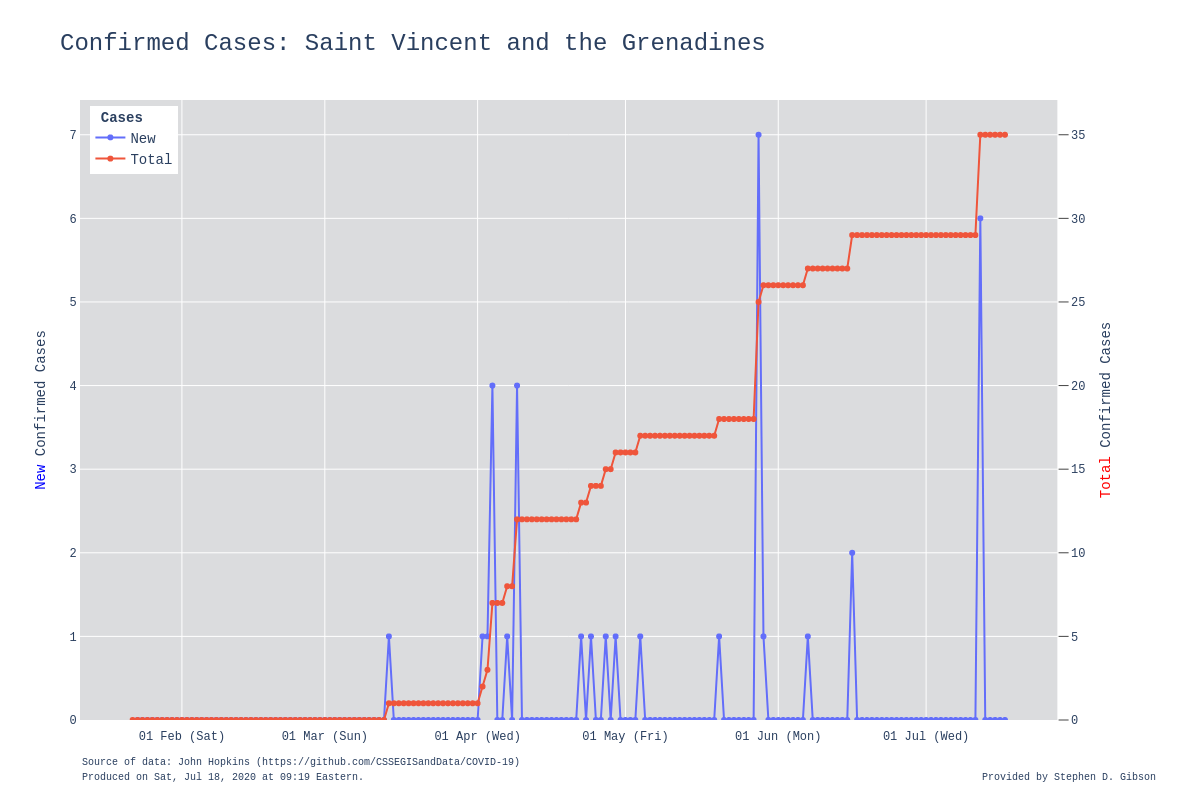 Confirmed Cases: Saint Vincent and the Grenadines
Cases
New
Total
7
6
5
4
3
2
1
0
New Confirmed Cases
35
30
25
20
15
10
5
0
Total Confirmed Cases
01 Feb (Sat) 01 Mar (Sun) 01 Apr (Wed) 01 May (Fri) 01 Jun (Mon) 01 Jul (Wed)
Source of data: John Hopkins (https://github.com/CSSEGISandData/COVID-19)
Produced on Sat, Jul 18, 2020 at 09:19 Eastern.
Provided by Stephen D. Gibson